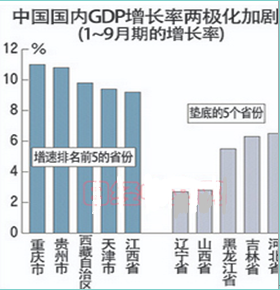 中国国内GDP增长率两极化加剧
(1~9月期的增长率)
%
12
10
8
6
4
2
0
增速排名前5的省份
垫底的5个省份
重庆市
贵州市
西藏自治区
天津市
江西省
辽宁省
山西省
黑龙江省
吉林省
河北省